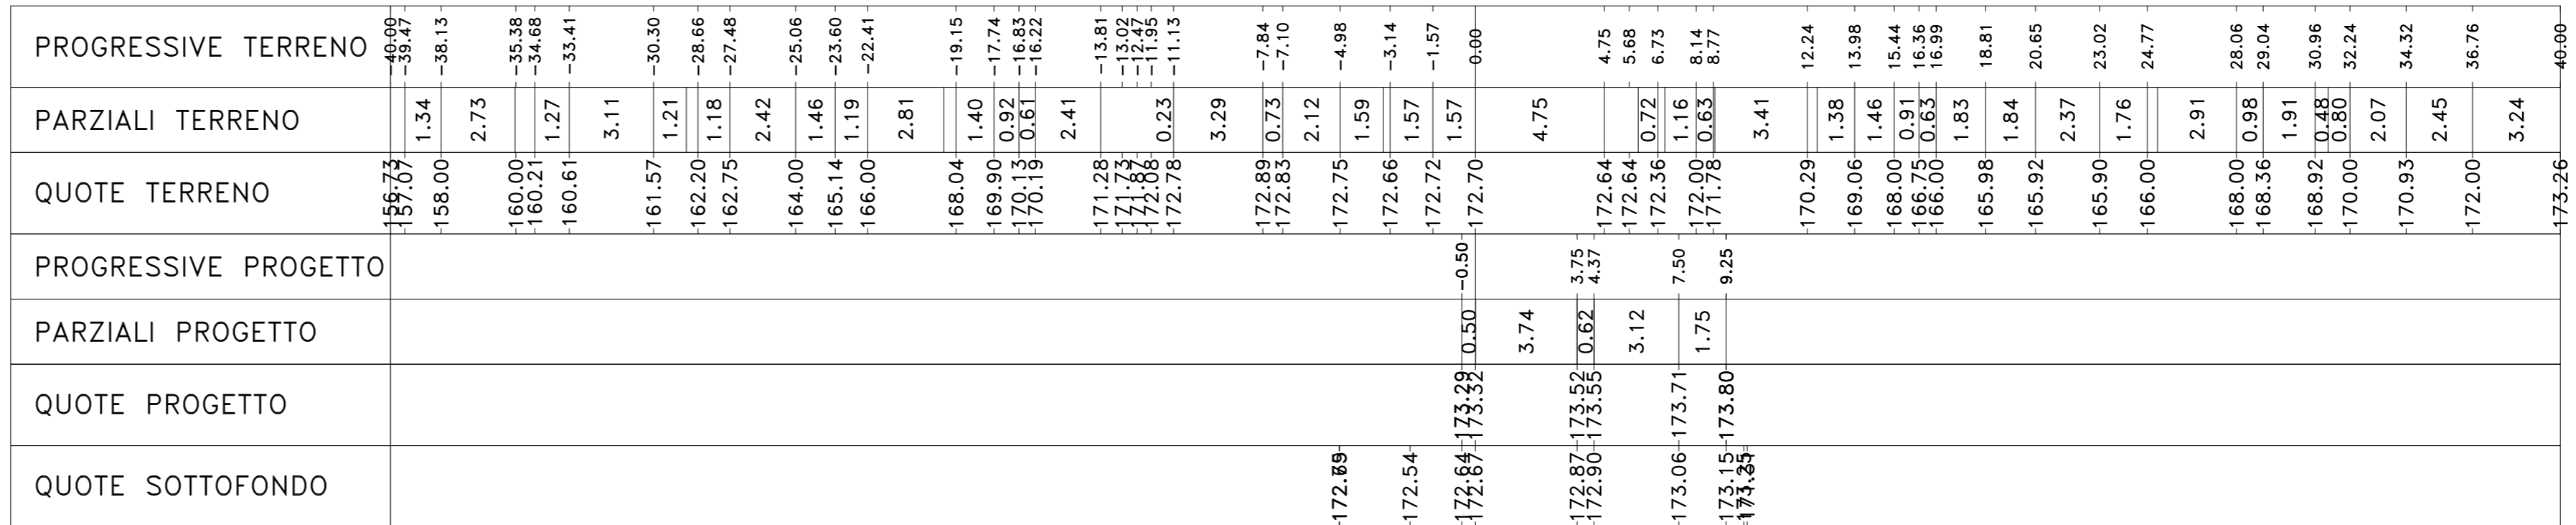 PROGRESSIVE TERRENO -40.00 -39.47 -38.13 -35.38 -34.68 -33.41 -30.30 -28.66 -27.48 -25.06 -23.60 -22.41 -19.15 -17.74 -16.83 -16.22 -13.81 -13.02 -12.47 -11.95 -11.13 -7.84 -7.10 -4.98 -3.14 -1.57 0.00 4.75 5.68 6.73 8.14 8.77 12.24 13.98 15.44 16.36 16.99 18.81 20.65 23.02 24.77 28.06 29.04 30.96 32.24 34.32 36.76 40.00
PARZIALI TERRENO 1.34 2.73 1.27 3.11 1.21 1.18 2.42 1.46 1.19 2.81 1.40 0.92 0.61 2.41 0.23 3.29 0.73 2.12 1.59 1.57 1.57 4.75 0.72 1.16 0.63 3.41 1.38 1.46 0.91 0.63 1.83 1.84 2.37 1.76 2.91 0.98 1.91 0.48 0.80 2.07 2.45 3.24
QUOTE TERRENO 156.73 157.07 158.00 160.00 160.21 160.61 161.57 162.20 162.75 164.00 165.14 166.00 168.04 169.90 170.13 170.19 171.28 171.73 171.87 172.08 172.78 172.89 172.83 172.75 172.66 172.72 172.70 172.64 172.64 172.36 172.00 171.78 170.29 169.06 168.00 166.75 166.00 165.98 165.92 165.90 166.00 168.00 168.36 168.92 170.00 170.93 172.00 173.26
PROGRESSIVE PROGETTO -0.50 3.75 4.37 7.50 9.25
PARZIALI PROGETTO 0.50 3.74 0.62 3.12 1.75
QUOTE PROGETTO 173.29 173.32 173.52 173.55 173.71 173.80
QUOTE SOTTOFONDO 172.54 172.64 172.67 172.87 172.90 173.06 173.15